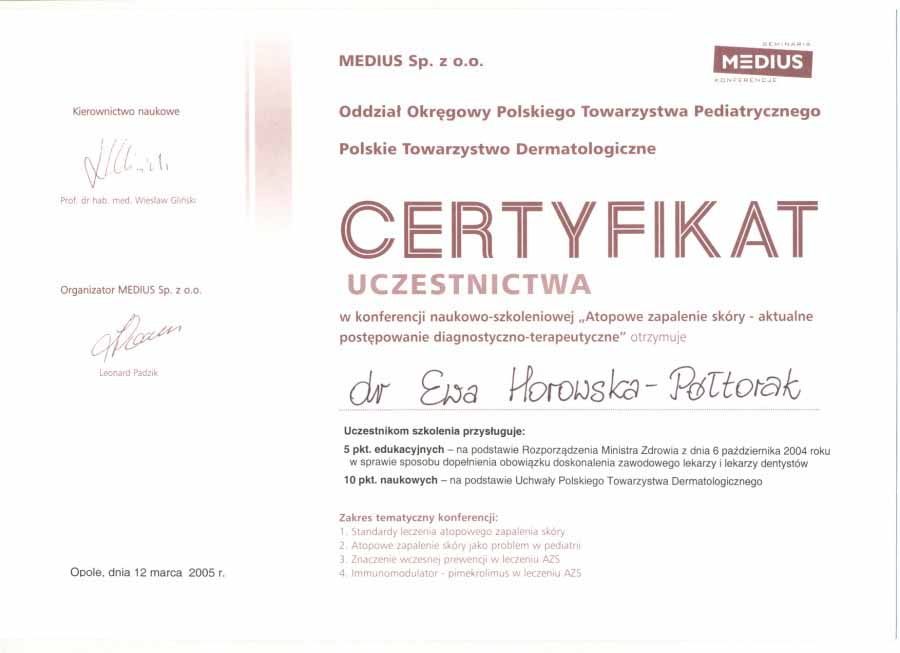 SEMINARIA
MEDIUS
KONFERENCJE
MEDIUS Sp. z o.o.
Oddział Okręgowy Polskiego Towarzystwa Pediatrycznego
Polskie Towarzystwo Dermatologiczne
Kierownictwo naukowe
Prof. dr hab. med. Wiesław Gliński
Organizator MEDIUS Sp. z o.o.
Leonard Padzik
CERTYFIKAT
UCZESTNICTWA
w konferencji naukowo-szkoleniowej „Atopowe zapalenie skóry - aktualne
postępowanie diagnostyczno-terapeutyczne” otrzymuje
dr Ewa Horowska-Półtorak
Uczestnikom szkolenia przysługuje:
5 pkt. edukacyjnych – na podstawie Rozporządzenia Ministra Zdrowia z dnia 6 października 2004 roku
w sprawie sposobu dopełnienia obowiązku doskonalenia zawodowego lekarzy i lekarzy dentystów
10 pkt. naukowych – na podstawie Uchwały Polskiego Towarzystwa Dermatologicznego
Zakres tematyczny konferencji:
1. Standardy leczenia atopowego zapalenia skóry
2. Atopowe zapalenie skóry jako problem w pediatrii
3. Znaczenie wczesnej prewencji w leczeniu AZS
4. Immunomodulator - pimekrolimus w leczeniu AZS
Opole, dnia 12 marca 2005 r.